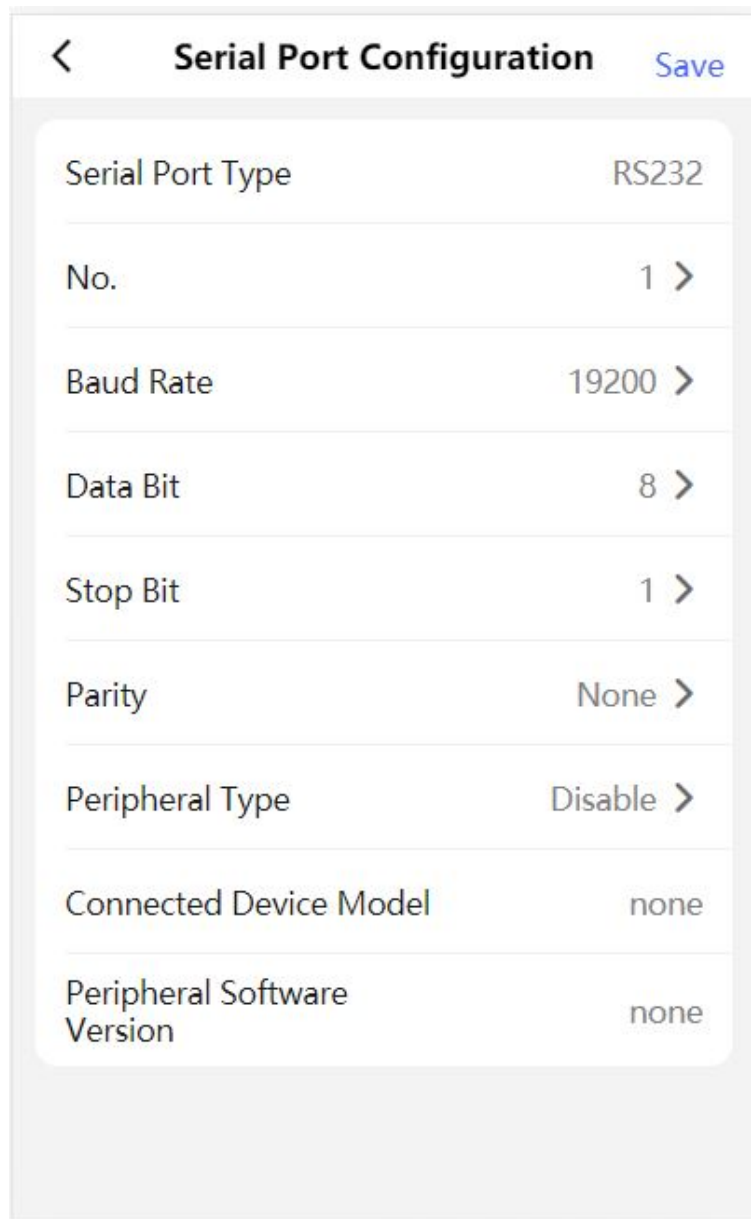 Serial Port Configuration Save
Serial Port Type RS232
No. 1
Baud Rate 19200
Data Bit 8
Stop Bit 1
Parity None
Peripheral Type Disable
Connected Device Model none
Peripheral Software
Version none